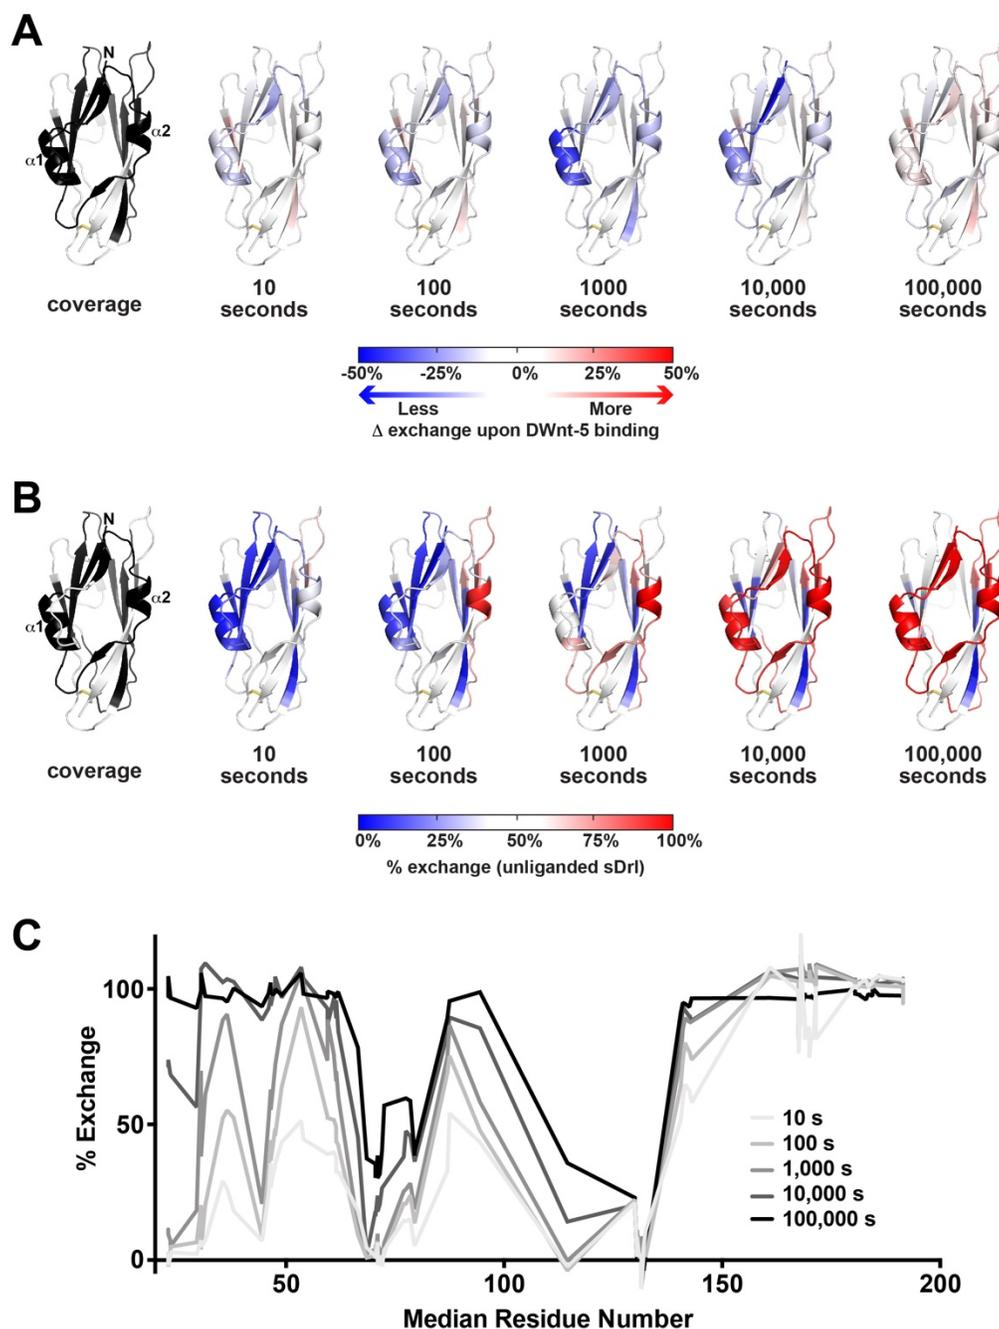 A
N
α1
α2
coverage
10 seconds
100 seconds
1000 seconds
10,000 seconds
100,000 seconds
-50% -25% 0% 25% 50%
Less More
Δ exchange upon DWnt-5 binding
B
N
α1
α2
coverage
10 seconds
100 seconds
1000 seconds
10,000 seconds
100,000 seconds
0% 25% 50% 75% 100%
% exchange (unliganded sDrl)
C
% Exchange
100
50
0
10 s
100 s
1,000 s
10,000 s
100,000 s
50 100 150 200
Median Residue Number